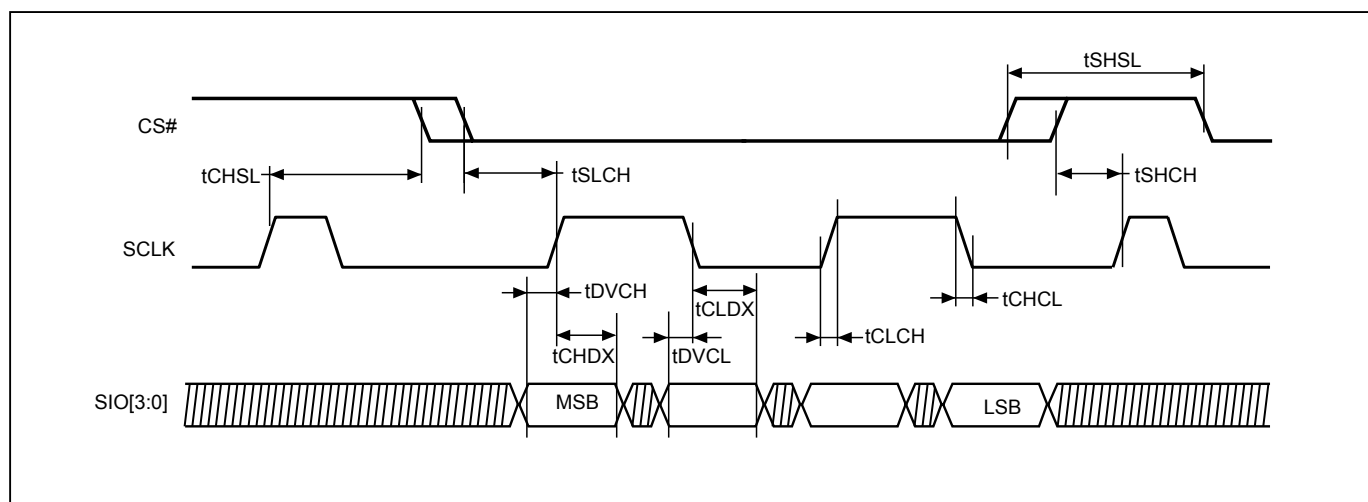 tSHSL
CS#
tCHSL
tSLCH
tSHCH
SCLK
tDVCH
tCLDX
tCHCL
tCHDX
tDVCL
tCLCH
SIO[3:0]
MSB
LSB